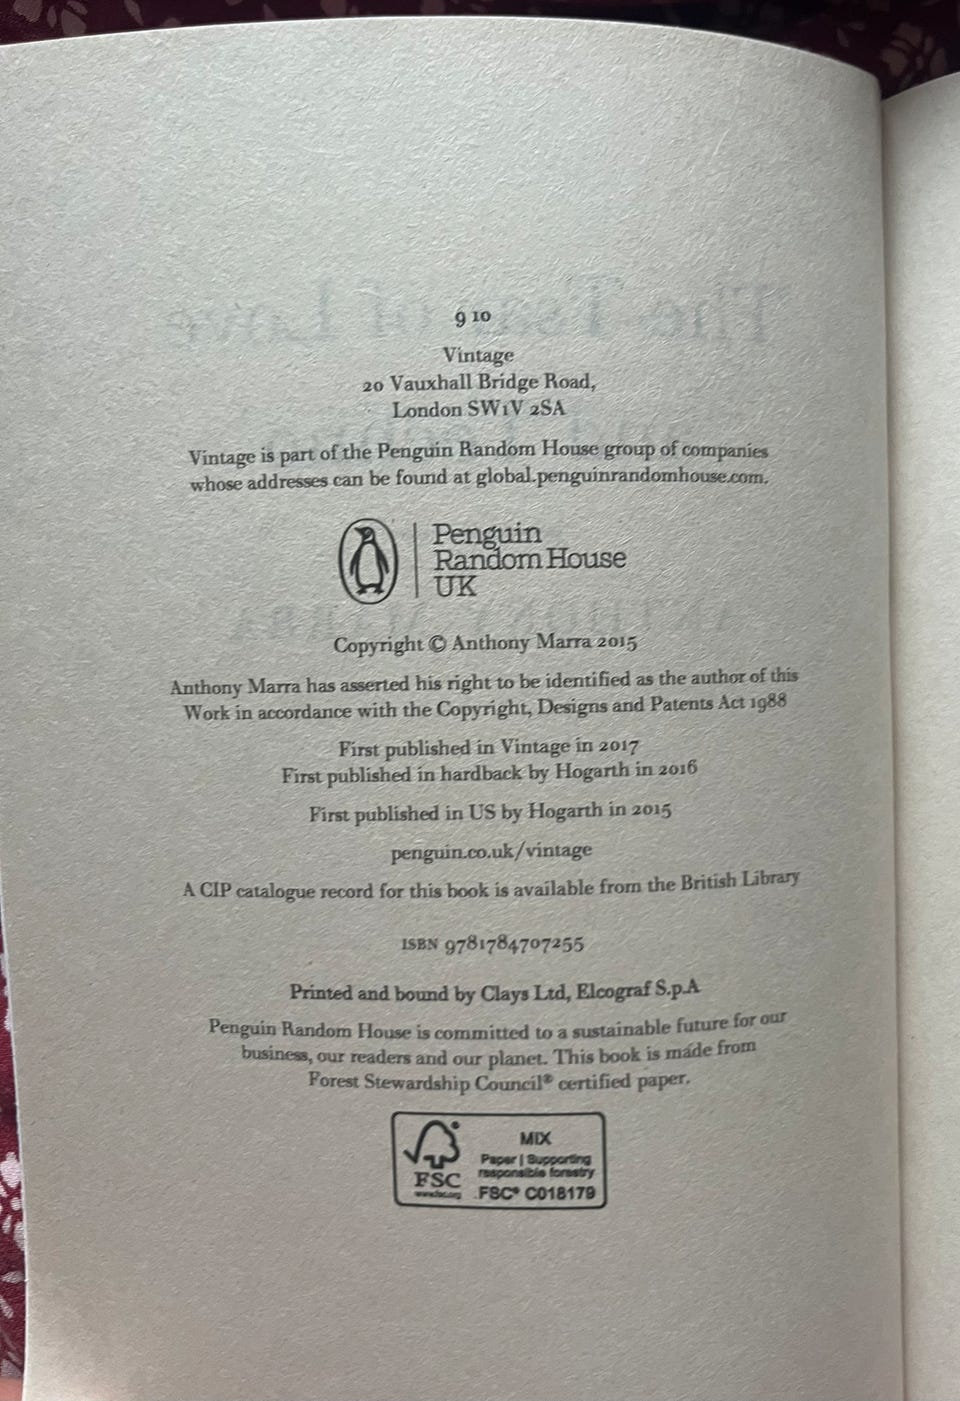 9 10
Vintage
20 Vauxhall Bridge Road,
London SW1V 2SA
Vintage is part of the Penguin Random House group of companies
whose addresses can be found at global.penguinrandomhouse.com.
Penguin
Random House
UK
Copyright © Anthony Marra 2015
Anthony Marra has asserted his right to be identified as the author of this
Work in accordance with the Copyright, Designs and Patents Act 1988
First published in Vintage in 2017
First published in hardback by Hogarth in 2016
First published in US by Hogarth in 2015
penguin.co.uk/vintage
A CIP catalogue record for this book is available from the British Library
ISBN 9781784707255
Printed and bound by Clays Ltd, Elcograf S.p.A
Penguin Random House is committed to a sustainable future for our
business, our readers and our planet. This book is made from
Forest Stewardship Council® certified paper.
FSC
www.fsc.org
MIX
Paper | Supporting
responsible forestry
FSC® C018179